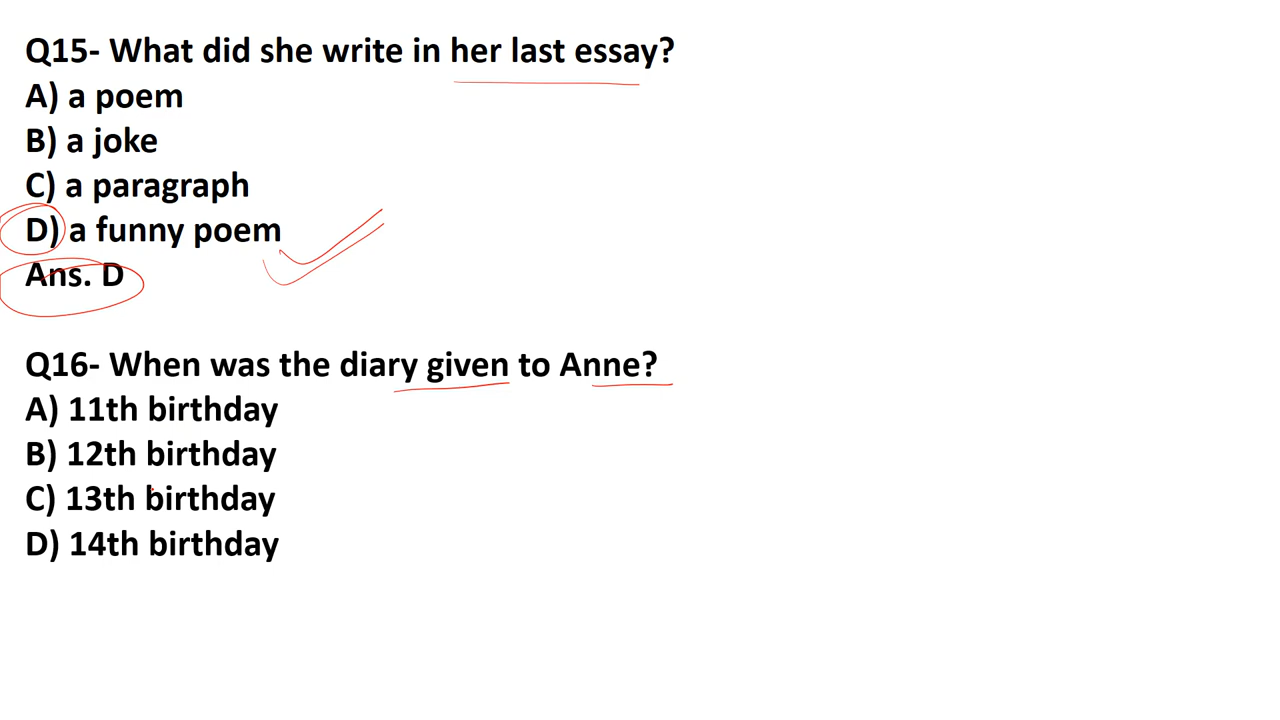 Q15- What did she write in her last essay?
A) a poem
B) a joke
C) a paragraph
D) a funny poem
Ans. D
Q16- When was the diary given to Anne?
A) 11th birthday
B) 12th birthday
C) 13th birthday
D) 14th birthday